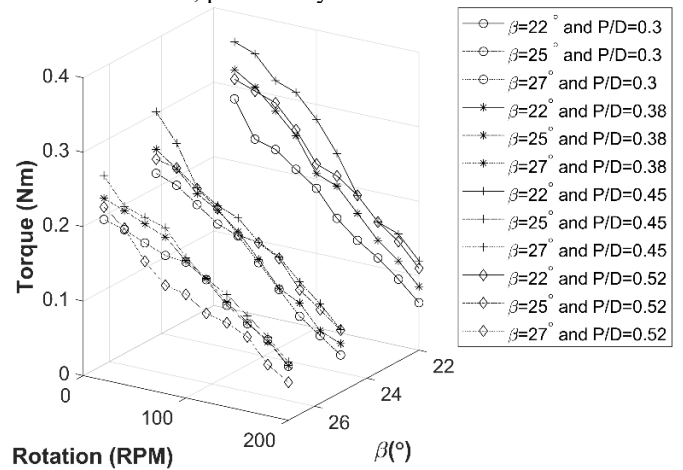 0.4
0.3
0.2
0.1
0
Torque (Nm)
0
100
200
Rotation (RPM)
26
24
22
β(°)
β=22° and P/D=0.3
β=25° and P/D=0.3
β=27° and P/D=0.3
β=22° and P/D=0.38
β=25° and P/D=0.38
β=27° and P/D=0.38
β=22° and P/D=0.45
β=25° and P/D=0.45
β=27° and P/D=0.45
β=22° and P/D=0.52
β=25° and P/D=0.52
β=27° and P/D=0.52